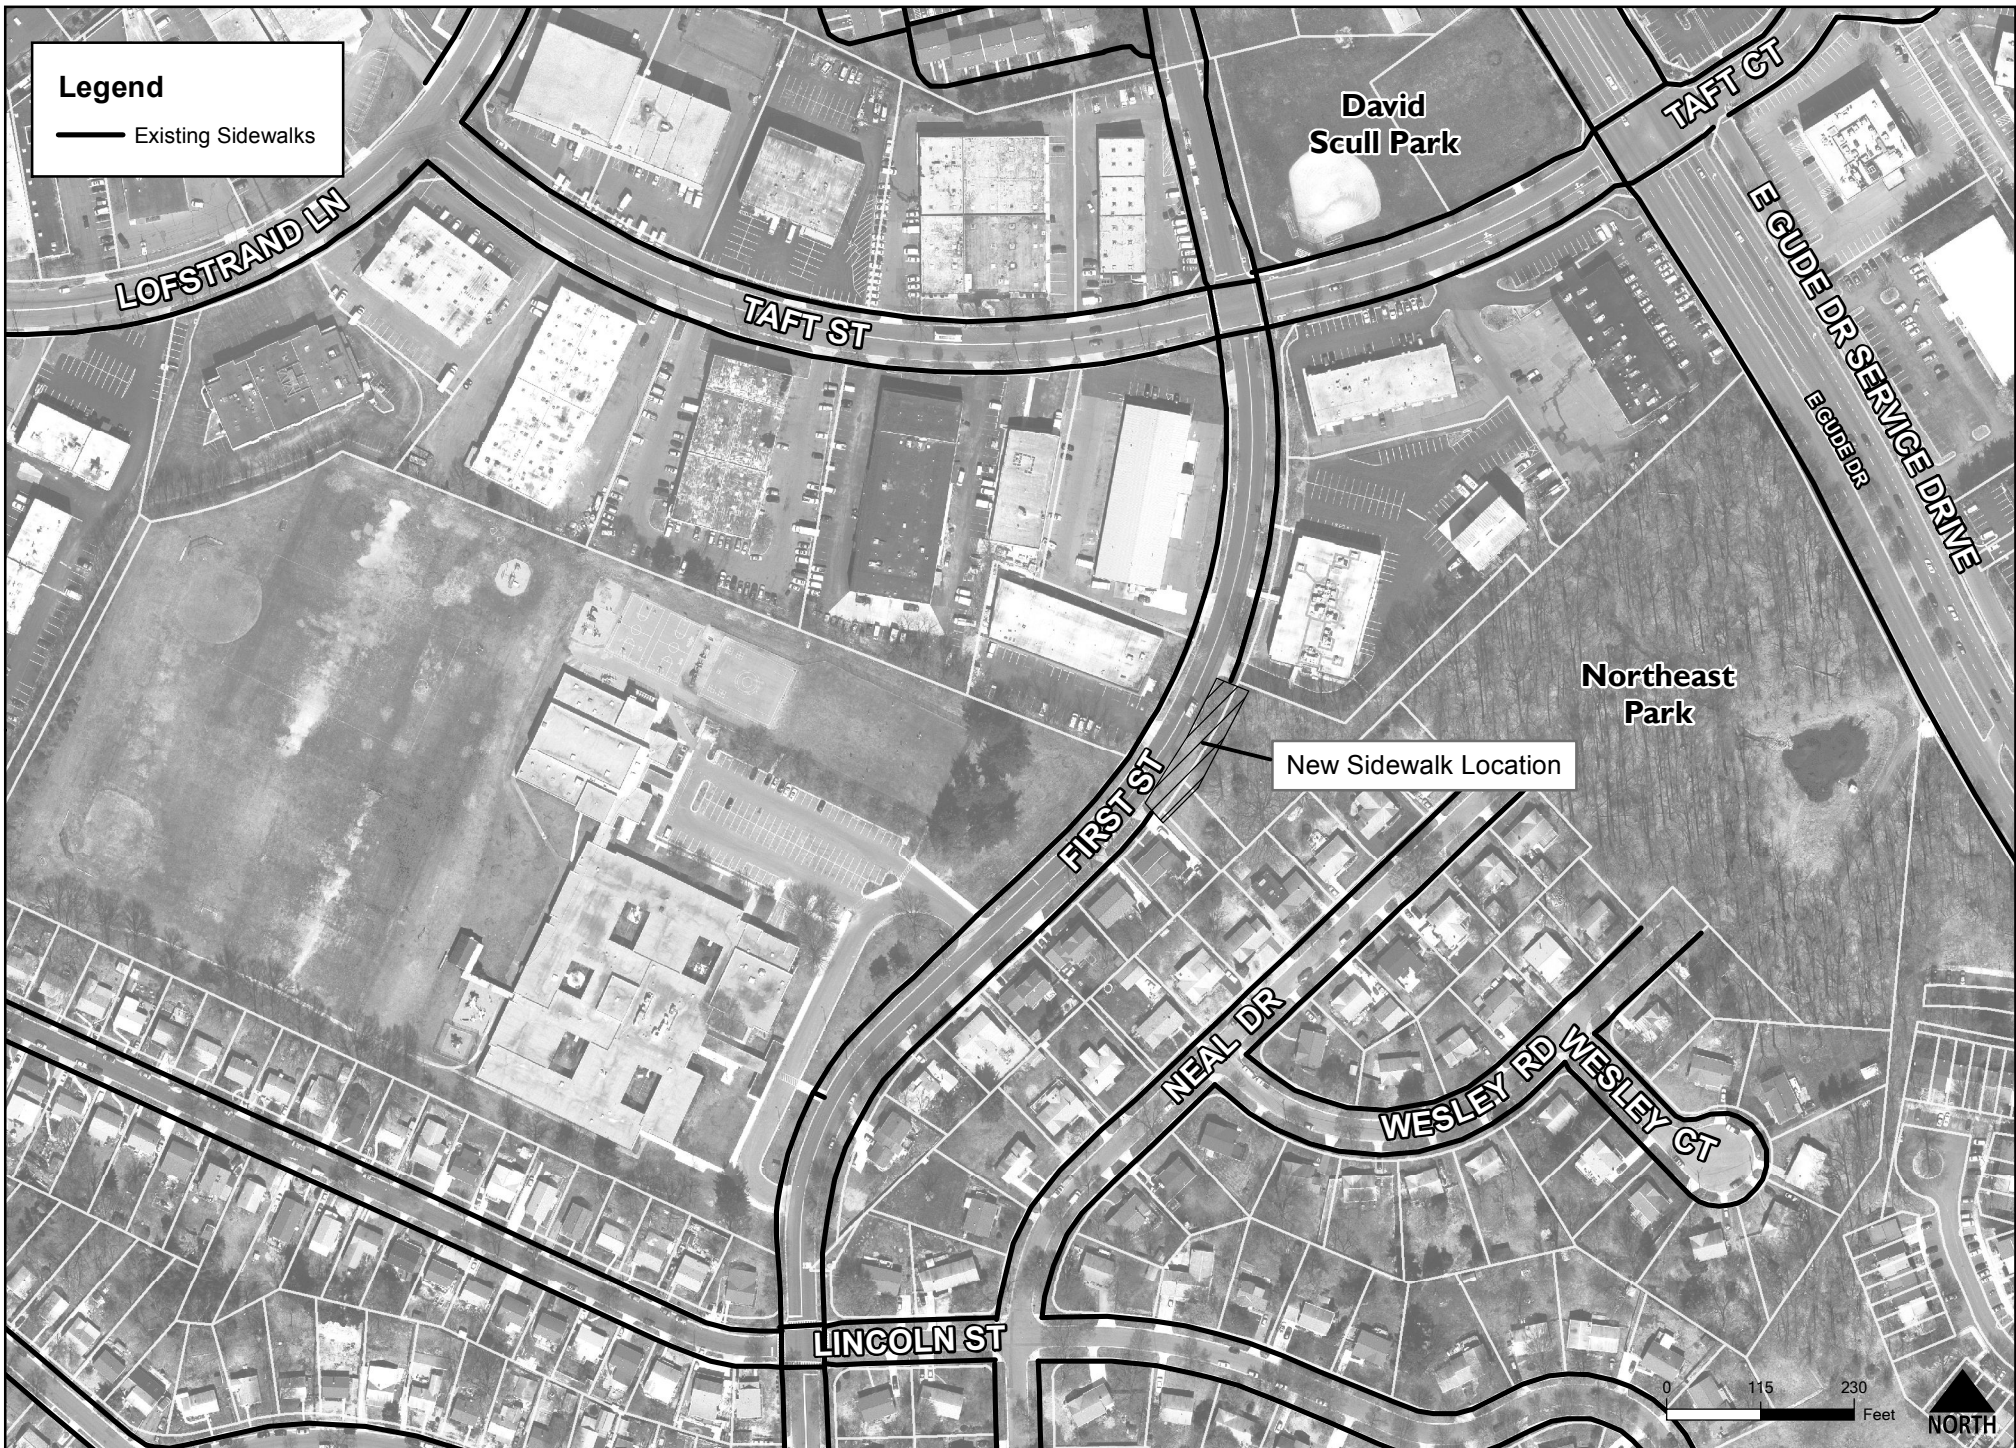 Legend
Existing Sidewalks
David
Scull Park
TAFT CT
LOFSTRAND LN
TAFT ST
E GUDE DR SERVICE DRIVE
E GUDE DR
Northeast
Park
New Sidewalk Location
FIRST ST
NEAL DR
WESLEY RD
WESLEY CT
LINCOLN ST
0 115 230
Feet
NORTH